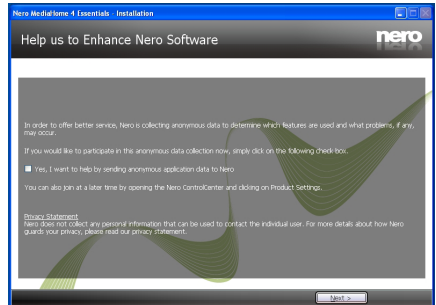 Nero MediaHome 4 Essentials - Installation
Help us to Enhance Nero Software
nero
In order to offer better service, Nero is collecting anonymous data to determine which features are used and what problems, if any,
may occur.
If you would like to participate in this anonymous data collection now, simply click on the following check box.
Yes, I want to help by sending anonymous application data to Nero
You can also join at a later time by opening the Nero ControlCenter and clicking on Product Settings.
Privacy Statement
Nero does not collect any personal information that can be used to contact the individual user. For more details about how Nero
guards your privacy, please read our privacy statement.
Next >